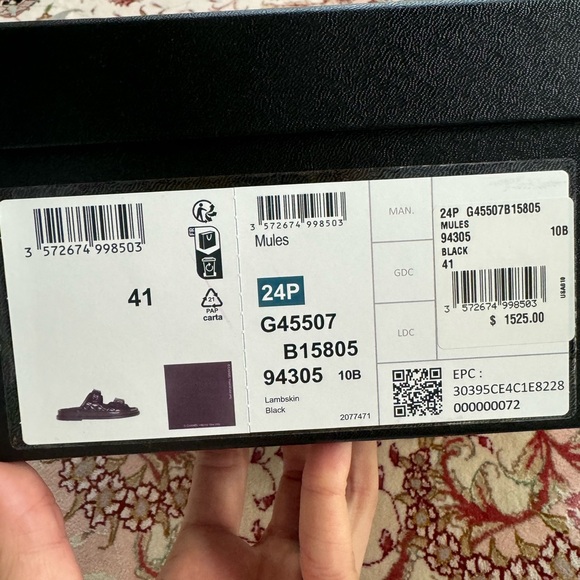 3 572674 998503
41
21
PAP
carta
3 572674 998503
Mules
24P
G45507
B15805
94305 10B
Lambskin
Black
2077471
MAN.
GDC
LDC
24P G45507B15805
MULES
94305 10B
BLACK
41
3 572674 998503
$ 1525.00
USA010
EPC :
30395CE4C1E8228
000000072